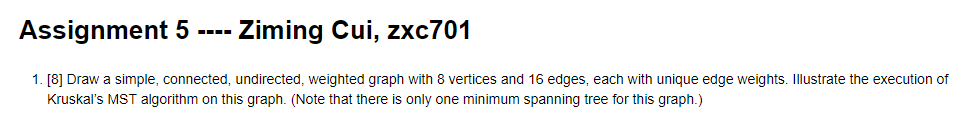 Assignment 5 ---- Ziming Cui, zxc701
1. [8] Draw a simple, connected, undirected, weighted graph with 8 vertices and 16 edges, each with unique edge weights. Illustrate the execution of
Kruskal's MST algorithm on this graph. (Note that there is only one minimum spanning tree for this graph.)